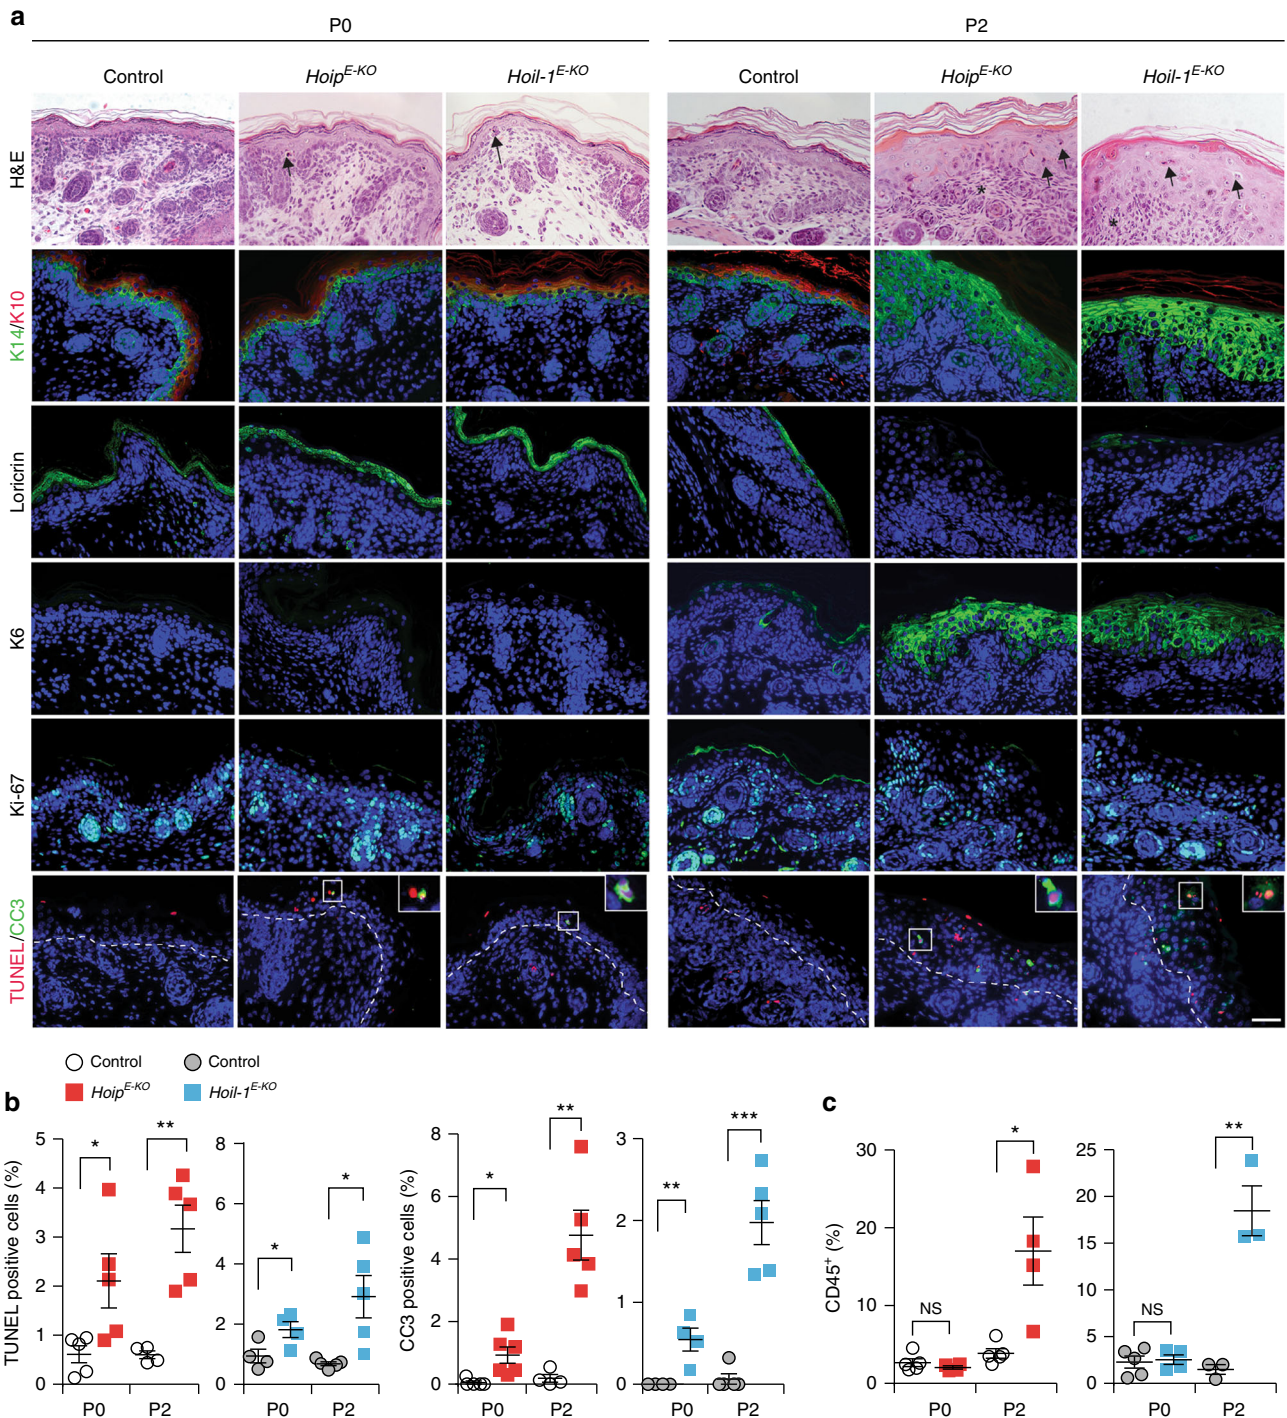 a
P0
P2
Control
Hoip^E-KO
Hoil-1^E-KO
Control
Hoip^E-KO
Hoil-1^E-KO
H&E
*
*
K14/K10
Loricrin
K6
Ki-67
TUNEL/CC3
Control
Control
Hoip^E-KO
Hoil-1^E-KO
b
TUNEL positive cells (%)
5
4
3
2
1
0
*
**
P0
P2
8
6
4
2
0
*
*
P0
P2
CC3 positive cells (%)
8
6
4
2
0
*
**
P0
P2
3
2
1
0
**
***
P0
P2
c
CD45+ (%)
30
20
10
0
NS
*
P0
P2
25
20
15
10
5
0
NS
**
P0
P2